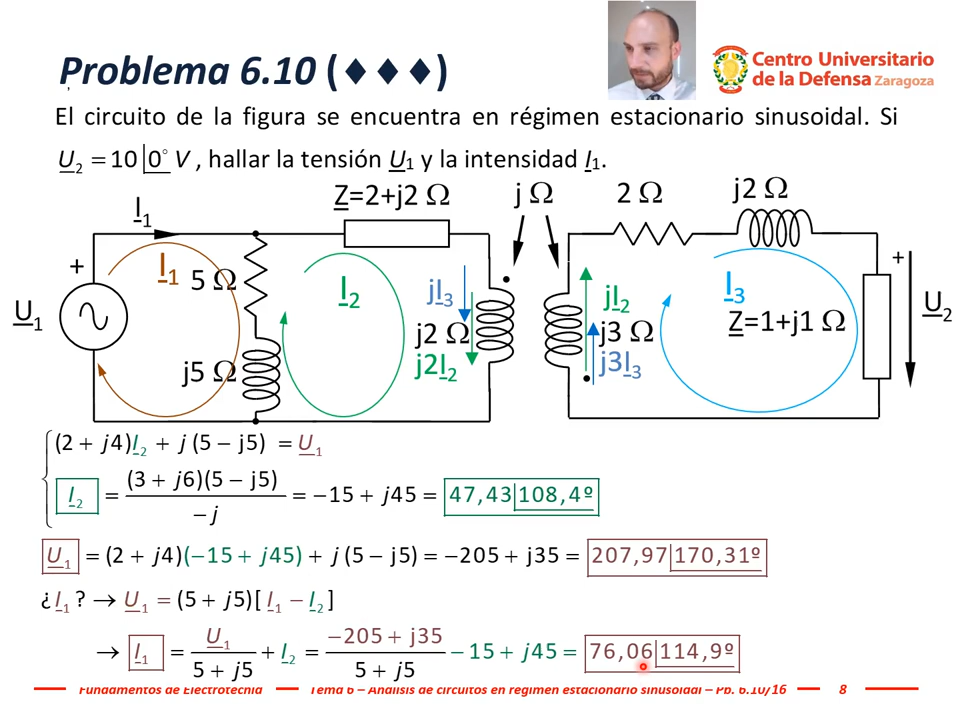 Problema 6.10 (♦♦♦)
Centro Universitario
de la Defensa Zaragoza
El circuito de la figura se encuentra en régimen estacionario sinusoidal. Si
U₂ = 10|0° V , hallar la tensión U₁ y la intensidad I₁.
Z=2+j2 Ω
j Ω
2 Ω
j2 Ω
I₁
+
U₁
I₁
5 Ω
j5 Ω
I₂
jI₃
j2 Ω
j2I₂
jI₂
j3 Ω
j3I₃
I₃
Z=1+j1 Ω
+
U₂
(2 + j4)I₂ + j (5 − j5) = U₁
I₂ = (3 + j6)(5 − j5) / −j = −15 + j45 = 47,43|108,4º
U₁ = (2 + j4)(−15 + j45) + j (5 − j5) = −205 + j35 = 207,97|170,31º
¿ I₁ ? → U₁ = (5 + j5)[ I₁ − I₂ ]
→ I₁ = U₁ / 5 + j5 + I₂ = −205 + j35 / 5 + j5 − 15 + j45 = 76,06|114,9º
Fundamentos de Electrotecnia Tema 6 – Análisis de circuitos en régimen estacionario sinusoidal – Pb. 6.10/16 8